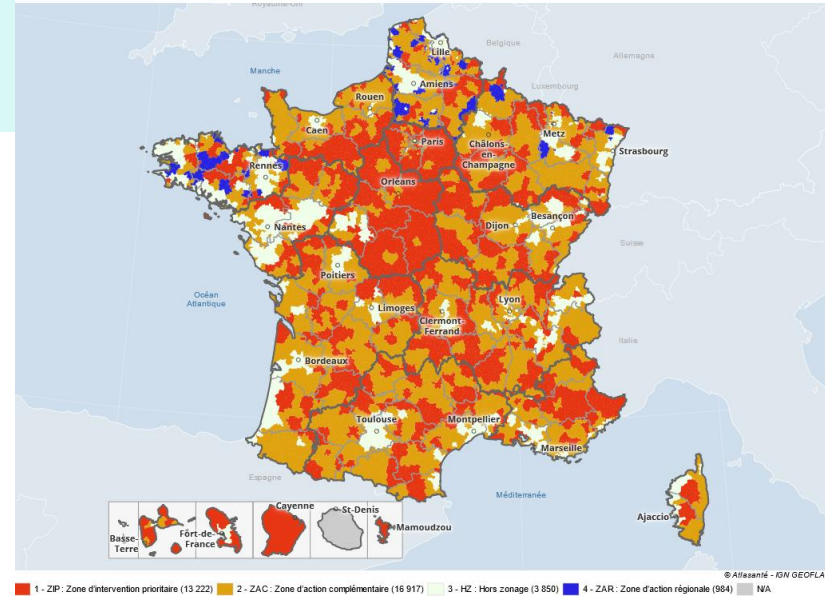 Royaume-Uni
Belgique
Allemagne
Lille
Manche
Amiens
Luxembourg
Rouen
Caen
Paris
Metz
Châlons-
en-
Champagne
Strasbourg
Rennes
Orléans
Nantes
Dijon
Besançon
Suisse
Poitiers
Océan
Atlantique
Limoges
Lyon
Clermont-
Ferrand
Italie
Bordeaux
Toulouse
Montpellier
Marseille
Espagne
Méditerranée
Ajaccio
Basse-
Terre
Fort-de-
France
Cayenne
St-Denis
Mamoudzou
© Atlasanté - IGN GEOFLA
1 - ZIP : Zone d'intervention prioritaire (13 222) 2 - ZAC : Zone d'action complémentaire (16 917) 3 - HZ : Hors zonage (3 850) 4 - ZAR : Zone d'action régionale (984) N/A